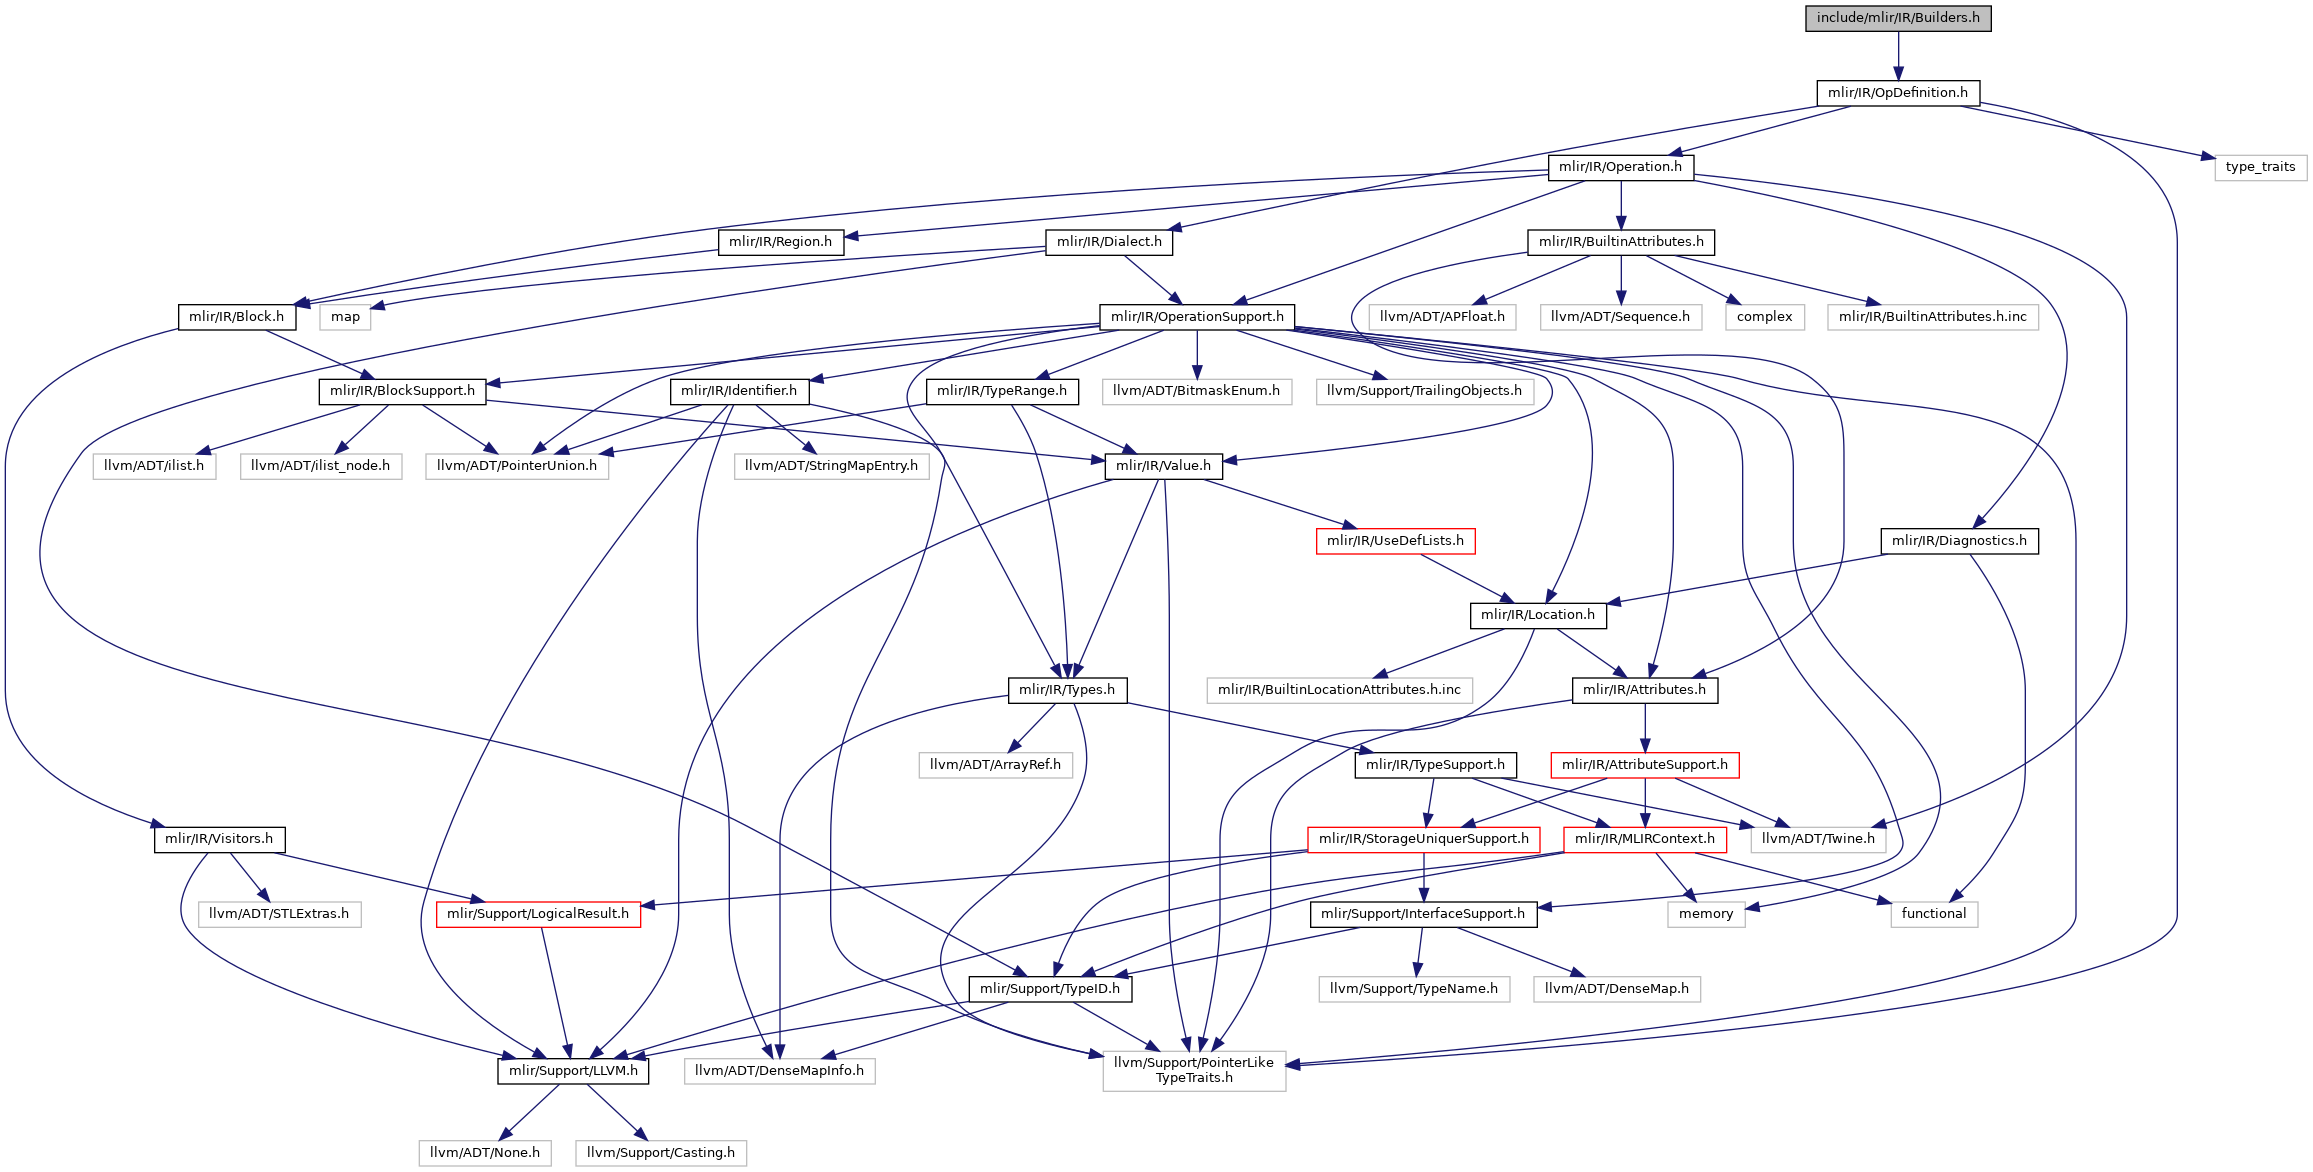 include/mlir/IR/Builders.h
mlir/IR/OpDefinition.h
mlir/IR/Operation.h
type_traits
mlir/IR/Region.h
mlir/IR/Dialect.h
mlir/IR/BuiltinAttributes.h
mlir/IR/Block.h
map
mlir/IR/OperationSupport.h
llvm/ADT/APFloat.h
llvm/ADT/Sequence.h
complex
mlir/IR/BuiltinAttributes.h.inc
mlir/IR/BlockSupport.h
mlir/IR/Identifier.h
mlir/IR/TypeRange.h
llvm/ADT/BitmaskEnum.h
llvm/Support/TrailingObjects.h
llvm/ADT/ilist.h
llvm/ADT/ilist_node.h
llvm/ADT/PointerUnion.h
llvm/ADT/StringMapEntry.h
mlir/IR/Value.h
mlir/IR/UseDefLists.h
mlir/IR/Diagnostics.h
mlir/IR/Location.h
mlir/IR/Types.h
mlir/IR/BuiltinLocationAttributes.h.inc
mlir/IR/Attributes.h
llvm/ADT/ArrayRef.h
mlir/IR/TypeSupport.h
mlir/IR/AttributeSupport.h
mlir/IR/Visitors.h
mlir/IR/StorageUniquerSupport.h
mlir/IR/MLIRContext.h
llvm/ADT/Twine.h
llvm/ADT/STLExtras.h
mlir/Support/LogicalResult.h
mlir/Support/InterfaceSupport.h
memory
functional
mlir/Support/TypeID.h
llvm/Support/TypeName.h
llvm/ADT/DenseMap.h
mlir/Support/LLVM.h
llvm/ADT/DenseMapInfo.h
llvm/Support/PointerLike
TypeTraits.h
llvm/ADT/None.h
llvm/Support/Casting.h